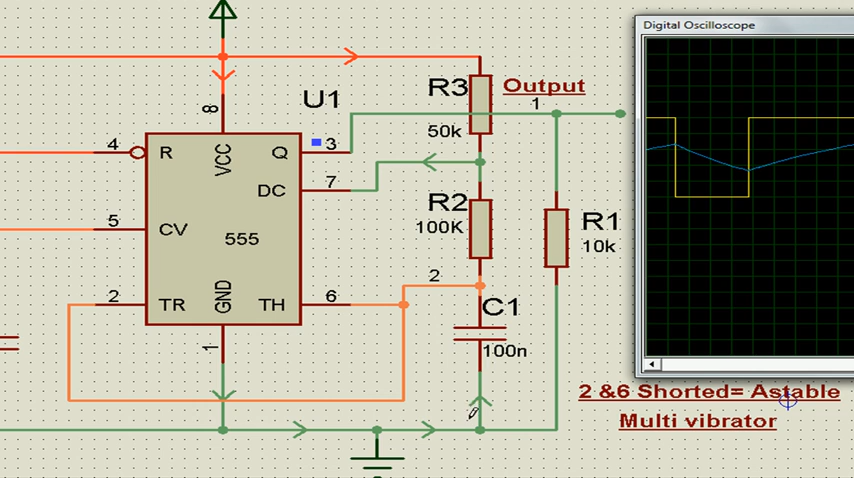 Digital Oscilloscope
U1
R3
50k
Output
1
8
VCC
4
R
Q
3
7
DC
R2
100K
R1
10k
5
CV
555
2
TR
GND
TH
6
2
C1
100n
1
2 &6 Shorted= Astable
Multi vibrator